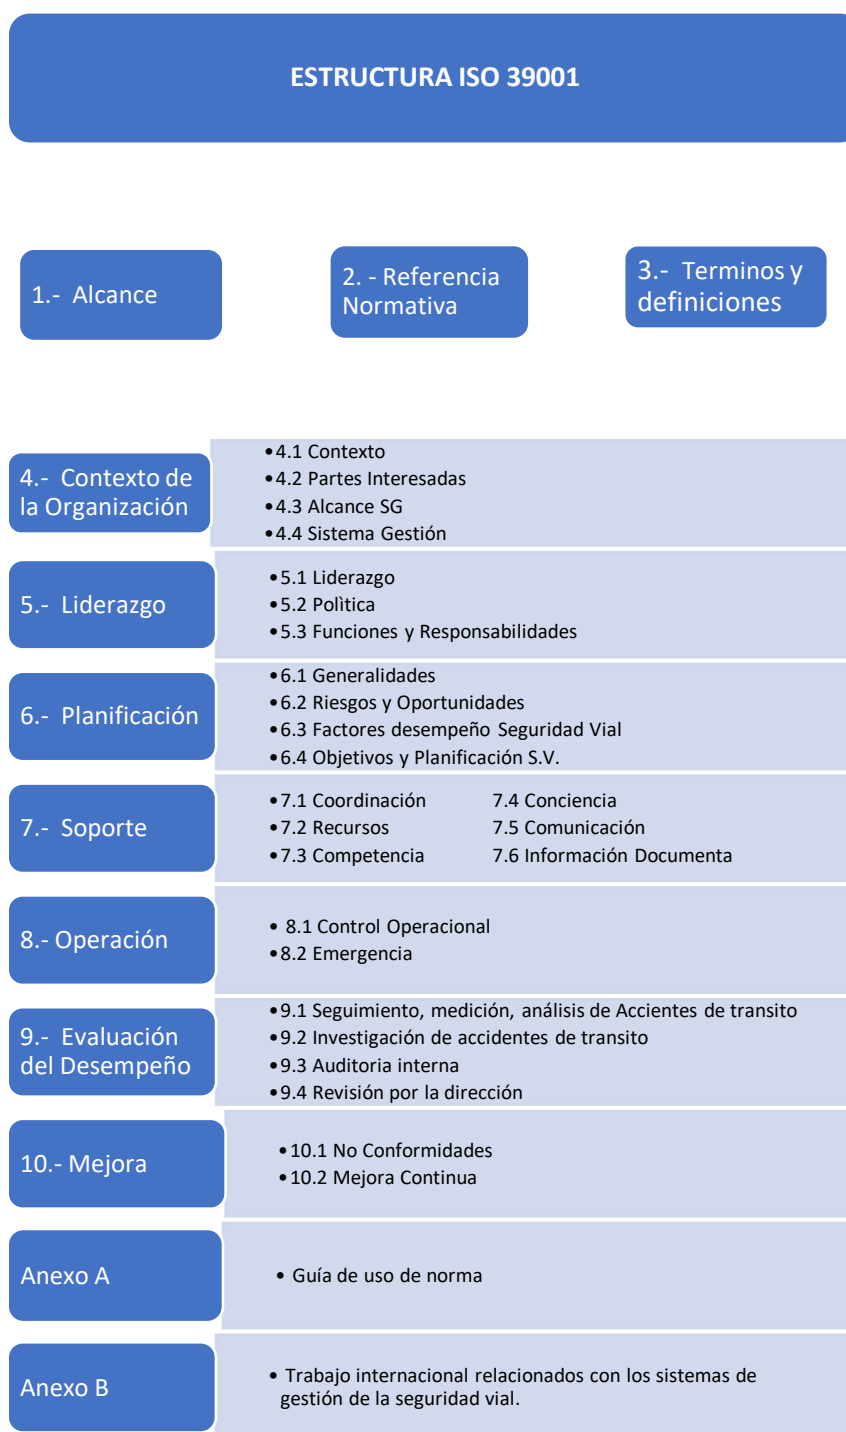 ESTRUCTURA ISO 39001
1.- Alcance
2. - Referencia
Normativa
3.- Terminos y
definiciones
4.- Contexto de
la Organización
•4.1 Contexto
•4.2 Partes Interesadas
•4.3 Alcance SG
•4.4 Sistema Gestión
5.- Liderazgo
•5.1 Liderazgo
•5.2 Polìtica
•5.3 Funciones y Responsabilidades
6.- Planificación
•6.1 Generalidades
•6.2 Riesgos y Oportunidades
•6.3 Factores desempeño Seguridad Vial
•6.4 Objetivos y Planificación S.V.
7.- Soporte
•7.1 Coordinación 7.4 Conciencia
•7.2 Recursos 7.5 Comunicación
•7.3 Competencia 7.6 Información Documenta
8.- Operación
• 8.1 Control Operacional
•8.2 Emergencia
9.- Evaluación
del Desempeño
•9.1 Seguimiento, medición, análisis de Accientes de transito
•9.2 Investigación de accidentes de transito
•9.3 Auditoria interna
•9.4 Revisión por la dirección
10.- Mejora
•10.1 No Conformidades
•10.2 Mejora Continua
Anexo A
• Guía de uso de norma
Anexo B
• Trabajo internacional relacionados con los sistemas de
gestión de la seguridad vial.